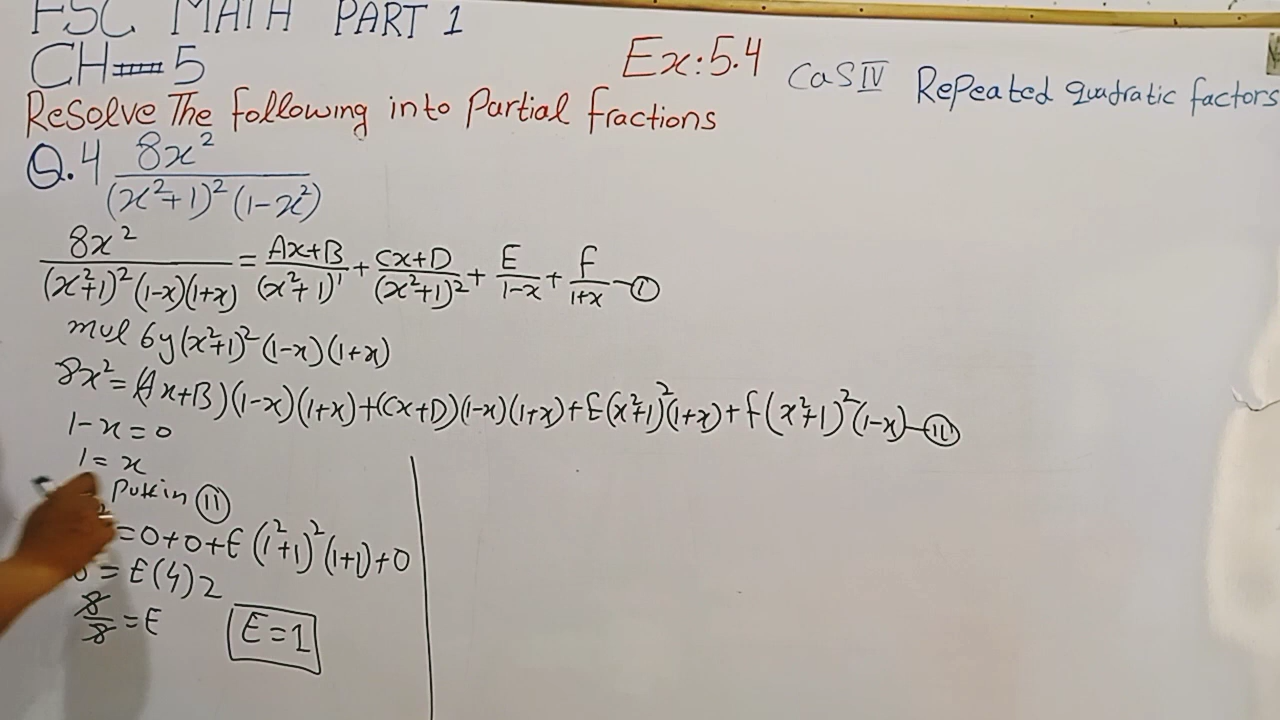 FSC MATH PART 1
CH 5
Ex: 5.4
Cas IV Repeated quadratic factors
Resolve The following into Partial fractions
Q.4 8x² / (x²+1)² (1-x²)
8x² / (x²+1)² (1-x)(1+x) = Ax+B / (x²+1)¹ + Cx+D / (x²+1)² + E / 1-x + F / 1+x — (I)
mul by (x²+1)² (1-x)(1+x)
8x² = (Ax+B)(1-x)(1+x)+(Cx+D)(1-x)(1+x)+E(x²+1)²(1+x)+F(x²+1)²(1-x) — (II)
1-x=0
1=x
Put in (II)
=0+0+E(1²+1)²(1+1)+0
= E(4)2
8/8 = E
E=1